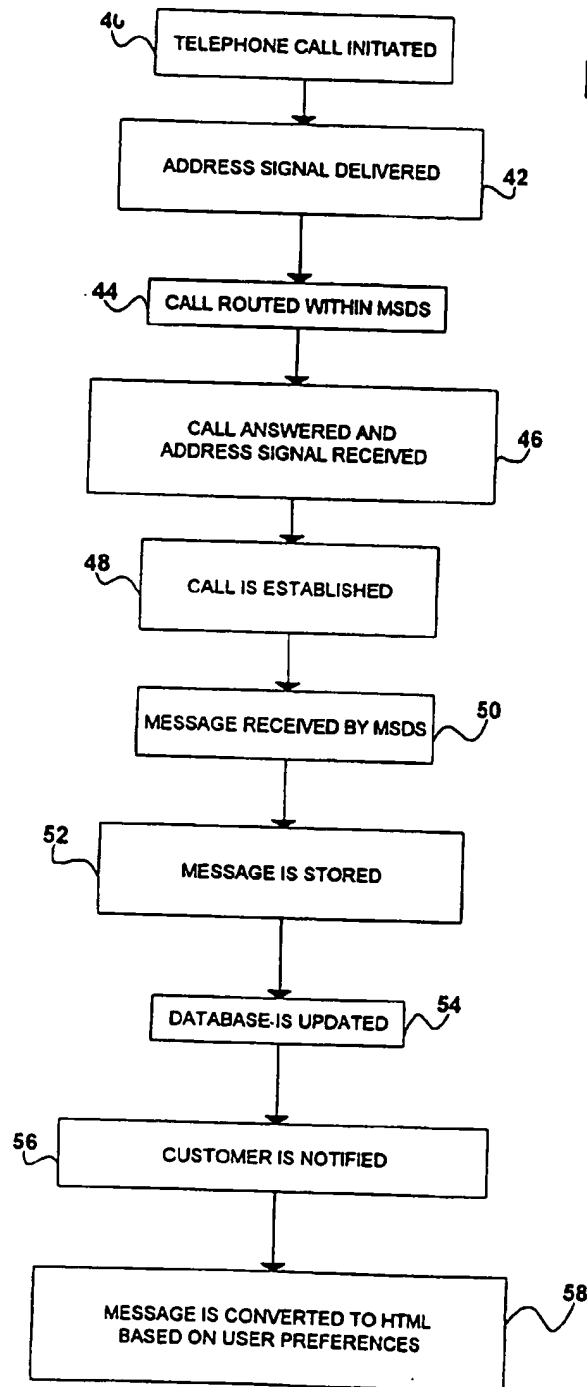 40
TELEPHONE CALL INITIATED
ADDRESS SIGNAL DELIVERED
42
44
CALL ROUTED WITHIN MSDS
CALL ANSWERED AND
ADDRESS SIGNAL RECEIVED
46
48
CALL IS ESTABLISHED
MESSAGE RECEIVED BY MSDS
50
52
MESSAGE IS STORED
DATABASE IS UPDATED
54
56
CUSTOMER IS NOTIFIED
MESSAGE IS CONVERTED TO HTML
BASED ON USER PREFERENCES
58